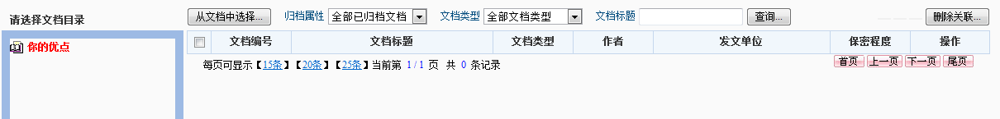 请选择文档目录
你的优点
从文档中选择... 归档属性 全部已归档文档 文档类型 全部文档类型 文档标题 查询... 删除关联...
文档编号 文档标题 文档类型 作者 发文单位 保密程度 操作
每页可显示【15条】【20条】【25条】当前第 1/1 页 共 0 条记录 首页 上一页 下一页 尾页